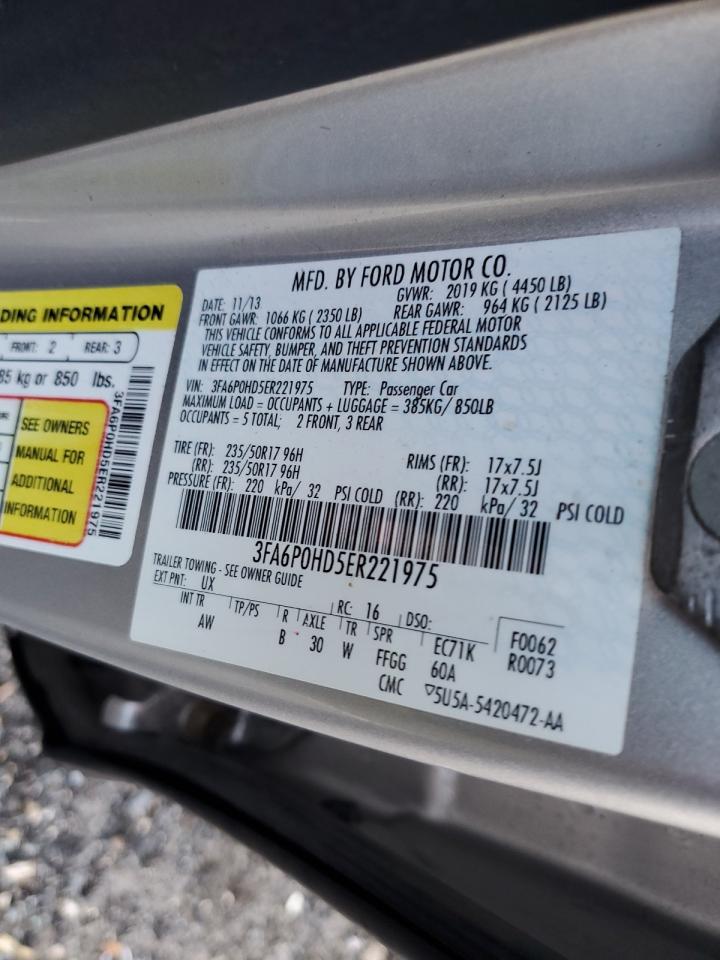 MFD. BY FORD MOTOR CO.
DATE: 11/13 GVWR: 2019 KG ( 4450 LB)
FRONT GAWR: 1066 KG ( 2350 LB) REAR GAWR: 964 KG ( 2125 LB)
THIS VEHICLE CONFORMS TO ALL APPLICABLE FEDERAL MOTOR
VEHICLE SAFETY, BUMPER, AND THEFT PREVENTION STANDARDS
IN EFFECT ON THE DATE OF MANUFACTURE SHOWN ABOVE.
VIN: 3FA6P0HD5ER221975 TYPE: Passenger Car
MAXIMUM LOAD = OCCUPANTS + LUGGAGE = 385KG/ 850LB
OCCUPANTS = 5 TOTAL; 2 FRONT, 3 REAR
TIRE (FR): 235/50R17 96H RIMS (FR): 17x7.5J
(RR): 235/50R17 96H (RR): 17x7.5J
PRESSURE (FR): 220 kPa/ 32 PSI COLD (RR): 220 kPa/ 32 PSI COLD
3FA6P0HD5ER221975
TRAILER TOWING - SEE OWNER GUIDE
EXT PNT: UX RC: 16 DSO: F0062
INT TR TP/PS R AXLE TR SPR EC71K R0073
AW B 30 W FFGG 60A
CMC ▽5U5A-5420472-AA
DING INFORMATION
FRONT: 2 REAR: 3
85 kg or 850 lbs.
SEE OWNERS
MANUAL FOR
ADDITIONAL
INFORMATION
3FA6P0HD5ER221975